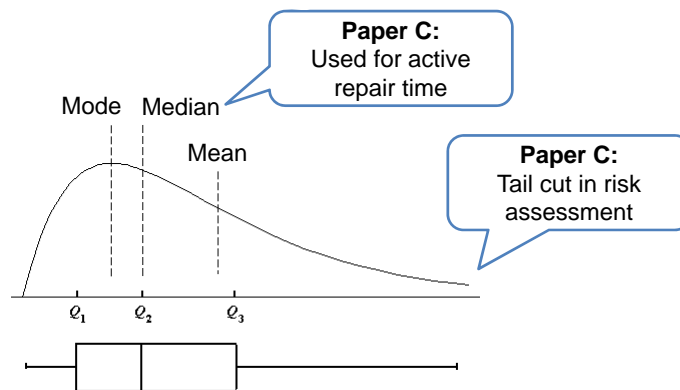 Paper C:
Used for active
repair time
Mode Median
Mean
Paper C:
Tail cut in risk
assessment
Q1 Q2 Q3